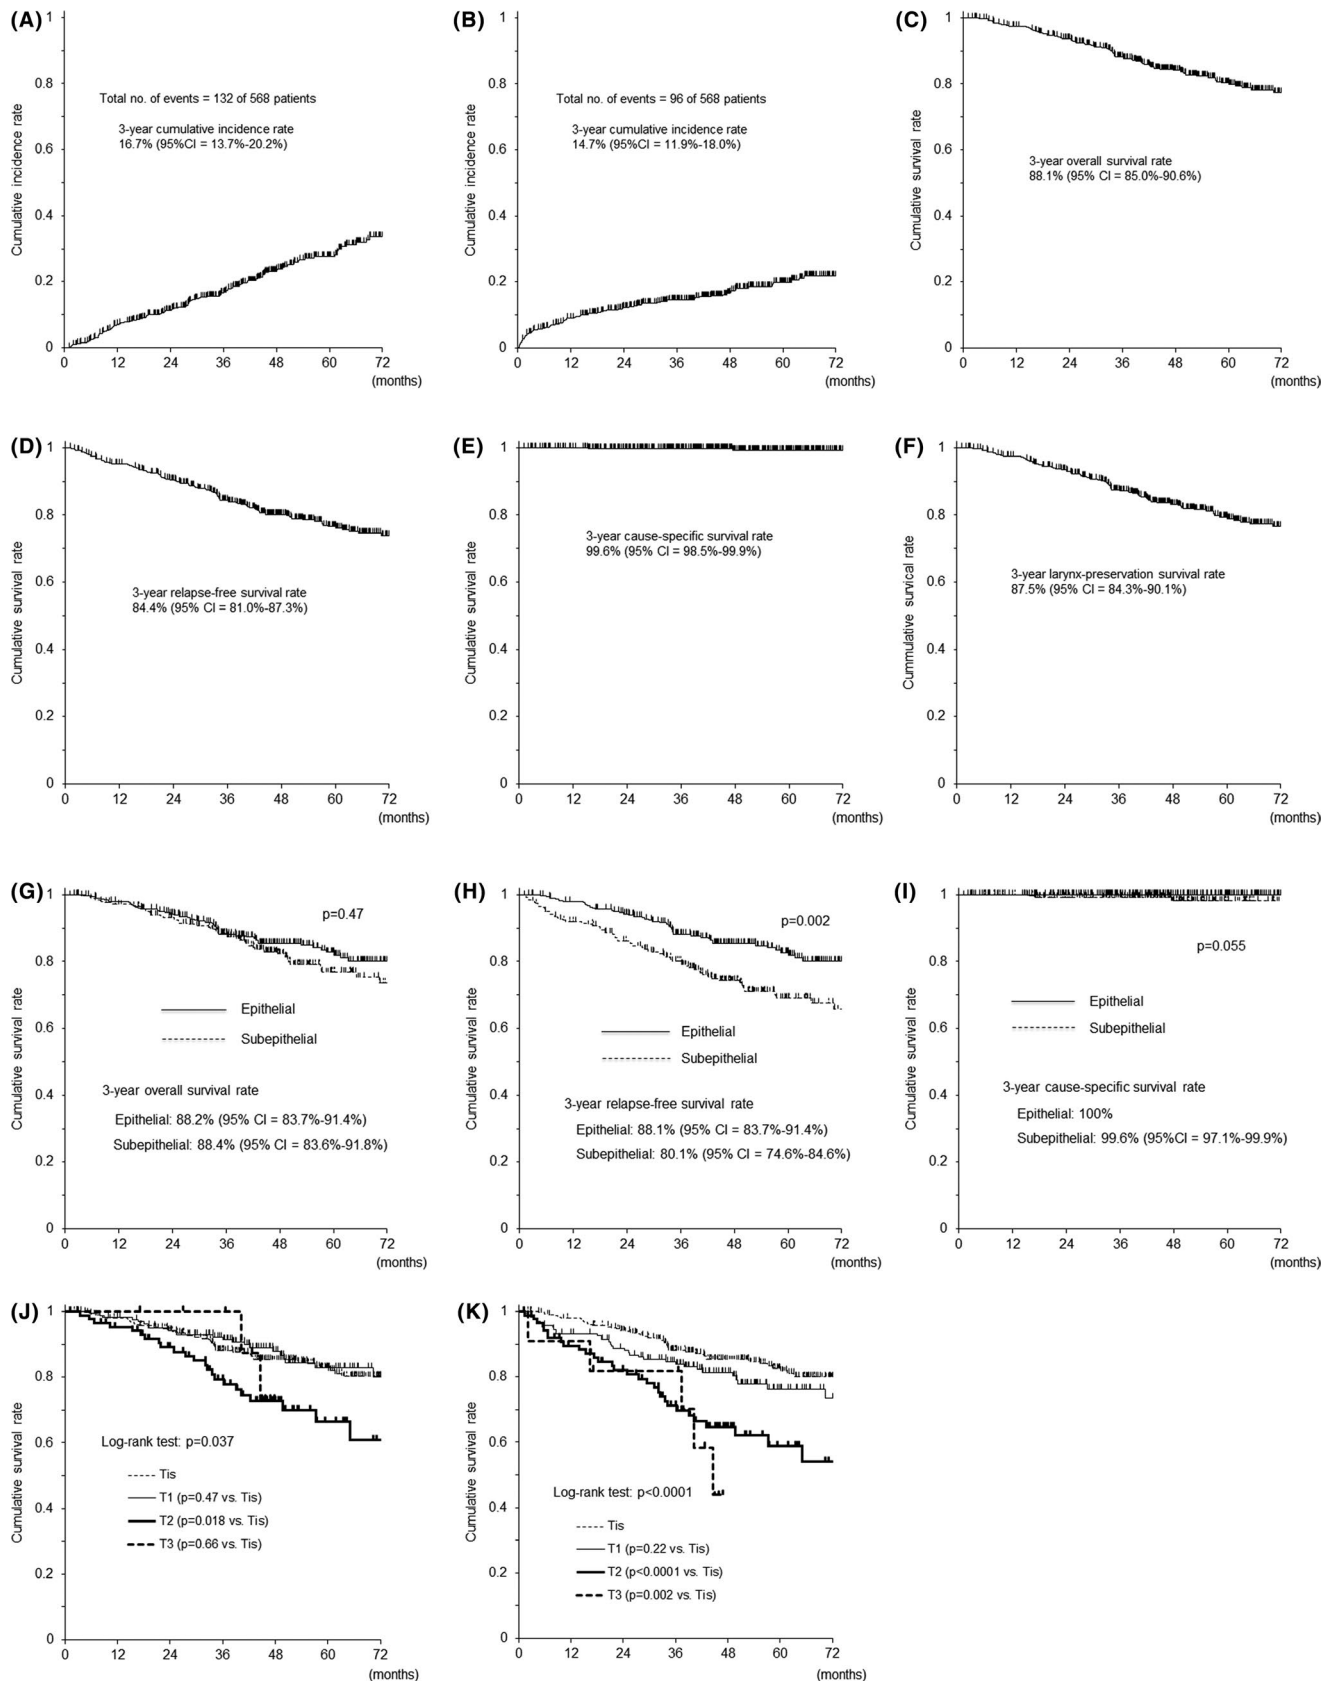 (A)
Cumulative incidence rate
1
0.8
0.6
0.4
0.2
0
Total no. of events = 132 of 568 patients
3-year cumulative incidence rate
16.7% (95%CI = 13.7%-20.2%)
12 24 36 48 60 72
(months)
(B)
Cumulative incidence rate
1
0.8
0.6
0.4
0.2
0
Total no. of events = 96 of 568 patients
3-year cumulative incidence rate
14.7% (95%CI = 11.9%-18.0%)
0 12 24 36 48 60 72
(months)
(C)
Cumulative survival rate
1
0.8
0.6
0.4
0.2
0
3-year overall survival rate
88.1% (95% CI = 85.0%-90.6%)
0 12 24 36 48 60 72
(months)
(D)
Cumulative survival rate
1
0.8
0.6
0.4
0.2
0
3-year relapse-free survival rate
84.4% (95% CI = 81.0%-87.3%)
0 12 24 36 48 60 72
(months)
(E)
Cumulative survival rate
1
0.8
0.6
0.4
0.2
0
3-year cause-specific survival rate
99.6% (95% CI = 98.5%-99.9%)
0 12 24 36 48 60 72
(months)
(F)
Cummulative survical rate
1
0.8
0.6
0.4
0.2
0
3-year larynx-preservation survival rate
87.5% (95% CI = 84.3%-90.1%)
0 12 24 36 48 60 72
(months)
(G)
Cumulative survival rate
1
0.8
0.6
0.4
0.2
0
p=0.47
Epithelial
Subepithelial
3-year overall survival rate
Epithelial: 88.2% (95% CI = 83.7%-91.4%)
Subepithelial: 88.4% (95% CI = 83.6%-91.8%)
0 12 24 36 48 60 72
(months)
(H)
Cumulative survival rate
1
0.8
0.6
0.4
0.2
0
p=0.002
Epithelial
Subepithelial
3-year relapse-free survival rate
Epithelial: 88.1% (95% CI = 83.7%-91.4%)
Subepithelial: 80.1% (95% CI = 74.6%-84.6%)
0 12 24 36 48 60 72
(months)
(I)
Cumulative survival rate
1
0.8
0.6
0.4
0.2
0
p=0.055
Epithelial
Subepithelial
3-year cause-specific survival rate
Epithelial: 100%
Subepithelial: 99.6% (95%CI = 97.1%-99.9%)
0 12 24 36 48 60 72
(months)
(J)
Cumulative survival rate
1
0.8
0.6
0.4
0.2
0
Log-rank test: p=0.037
Tis
T1 (p=0.47 vs. Tis)
T2 (p=0.018 vs. Tis)
T3 (p=0.66 vs. Tis)
0 12 24 36 48 60 72
(months)
(K)
Cumulative survival rate
1
0.8
0.6
0.4
0.2
0
Log-rank test: p<0.0001
Tis
T1 (p=0.22 vs. Tis)
T2 (p<0.0001 vs. Tis)
T3 (p=0.002 vs. Tis)
0 12 24 36 48 60 72
(months)